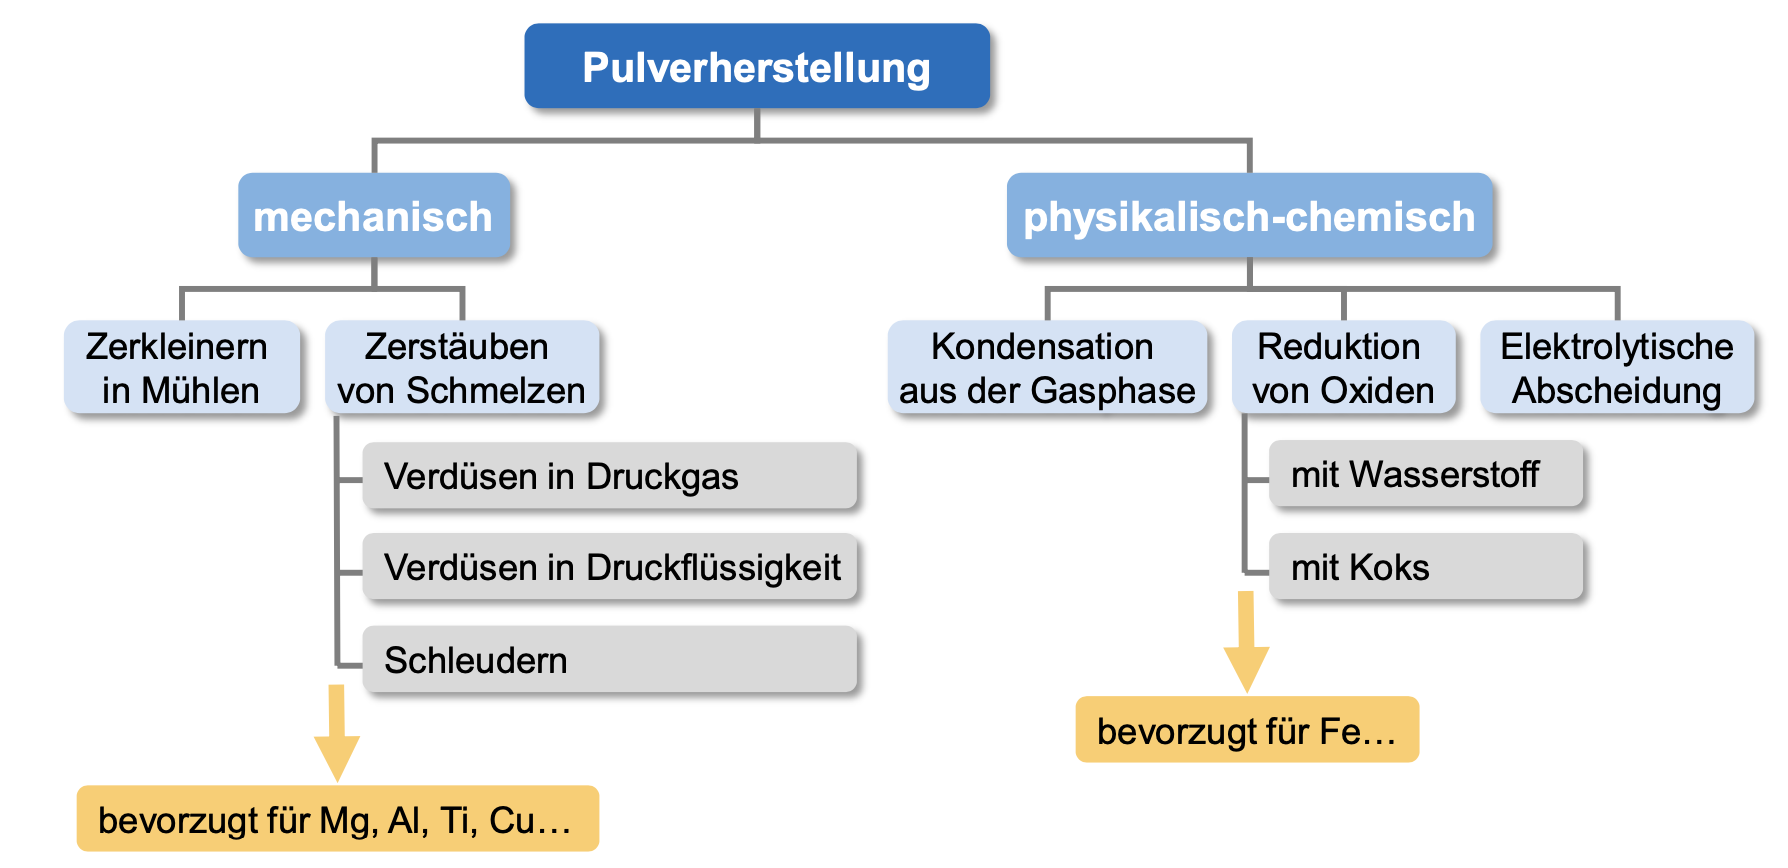 Pulverherstellung
mechanisch
physikalisch-chemisch
Zerkleinern
in Mühlen
Zerstäuben
von Schmelzen
Kondensation
aus der Gasphase
Reduktion
von Oxiden
Elektrolytische
Abscheidung
Verdüsen in Druckgas
Verdüsen in Druckflüssigkeit
Schleudern
mit Wasserstoff
mit Koks
bevorzugt für Mg, Al, Ti, Cu…
bevorzugt für Fe…